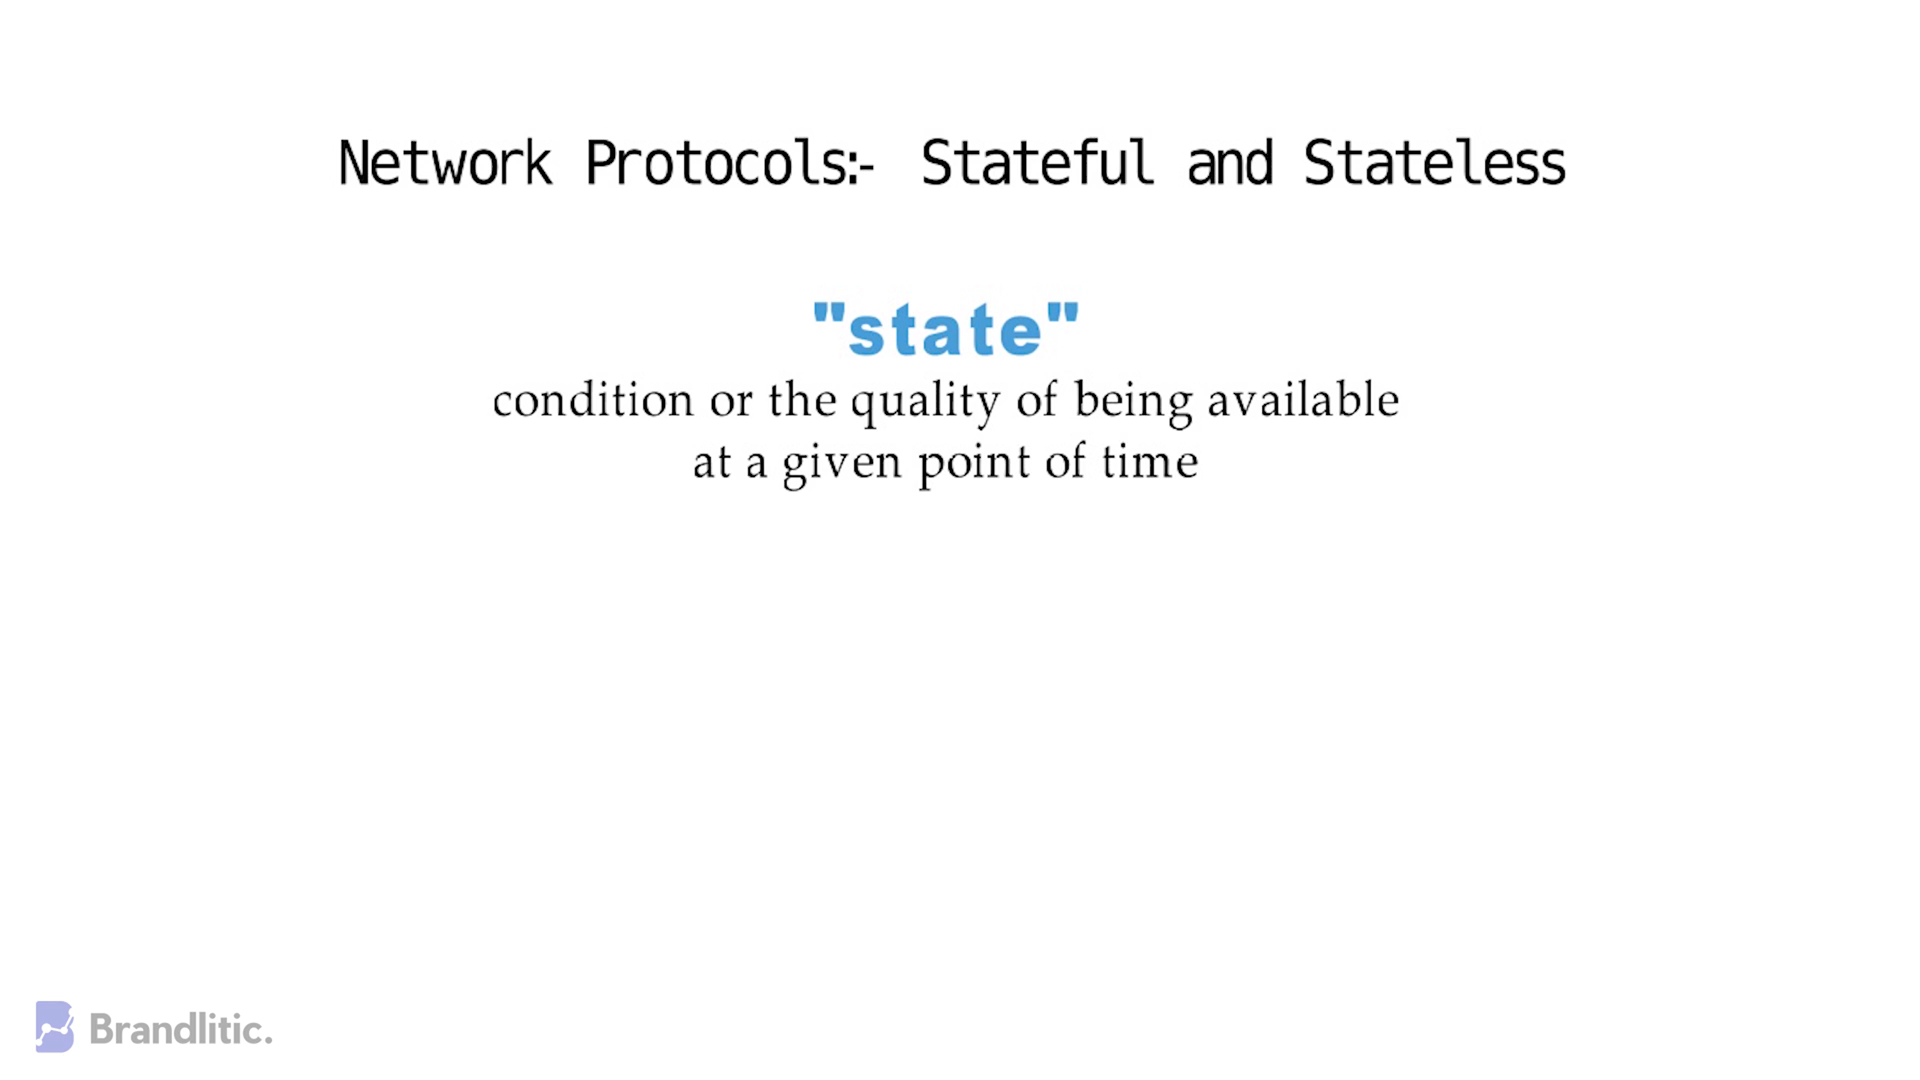 Network Protocols:- Stateful and Stateless
"state"
condition or the quality of being available
at a given point of time
Brandlitic.